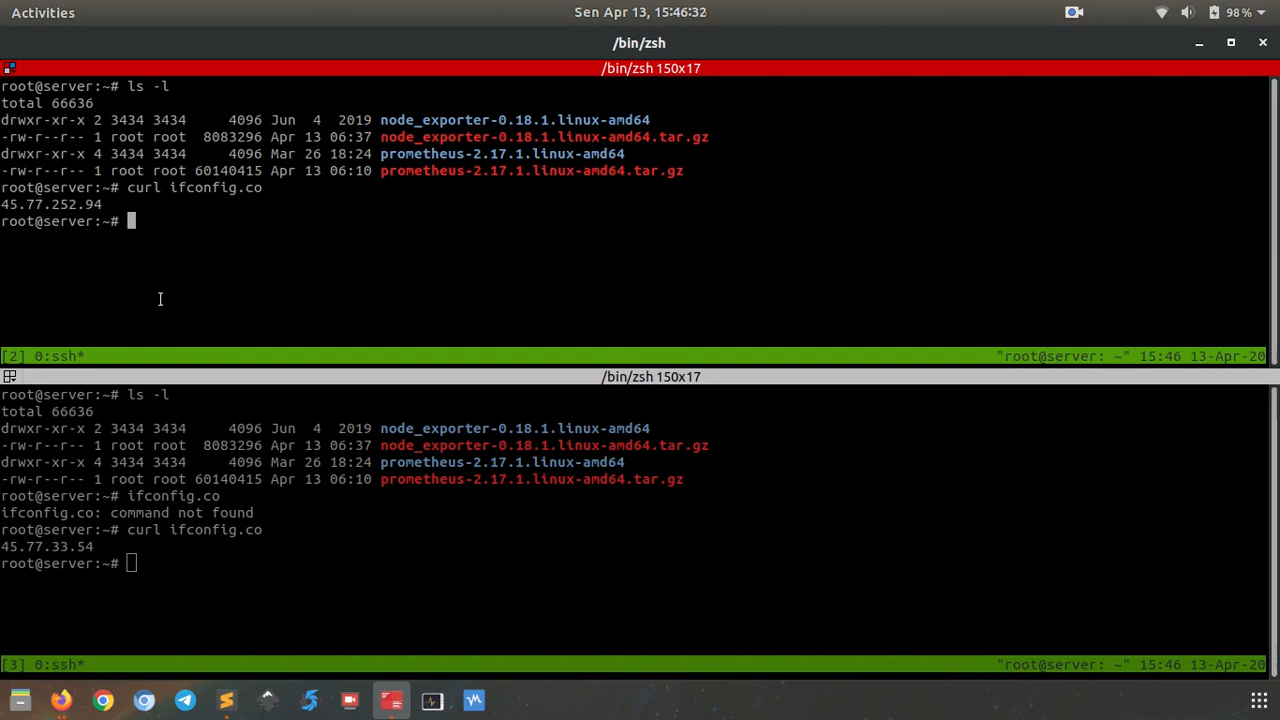 Activities
Sen Apr 13, 15:46:32
98 %
/bin/zsh
/bin/zsh 150x17
root@server:~# ls -l
total 66636
drwxr-xr-x 2 3434 3434     4096 Jun  4  2019 node_exporter-0.18.1.linux-amd64
-rw-r--r-- 1 root root  8083296 Apr 13 06:37 node_exporter-0.18.1.linux-amd64.tar.gz
drwxr-xr-x 4 3434 3434     4096 Mar 26 18:24 prometheus-2.17.1.linux-amd64
-rw-r--r-- 1 root root 60140415 Apr 13 06:10 prometheus-2.17.1.linux-amd64.tar.gz
root@server:~# curl ifconfig.co
45.77.252.94
root@server:~#
[2] 0:ssh* "root@server: ~" 15:46 13-Apr-20
/bin/zsh 150x17
root@server:~# ls -l
total 66636
drwxr-xr-x 2 3434 3434     4096 Jun  4  2019 node_exporter-0.18.1.linux-amd64
-rw-r--r-- 1 root root  8083296 Apr 13 06:37 node_exporter-0.18.1.linux-amd64.tar.gz
drwxr-xr-x 4 3434 3434     4096 Mar 26 18:24 prometheus-2.17.1.linux-amd64
-rw-r--r-- 1 root root 60140415 Apr 13 06:10 prometheus-2.17.1.linux-amd64.tar.gz
root@server:~# ifconfig.co
ifconfig.co: command not found
root@server:~# curl ifconfig.co
45.77.33.54
root@server:~#
[3] 0:ssh* "root@server: ~" 15:46 13-Apr-20